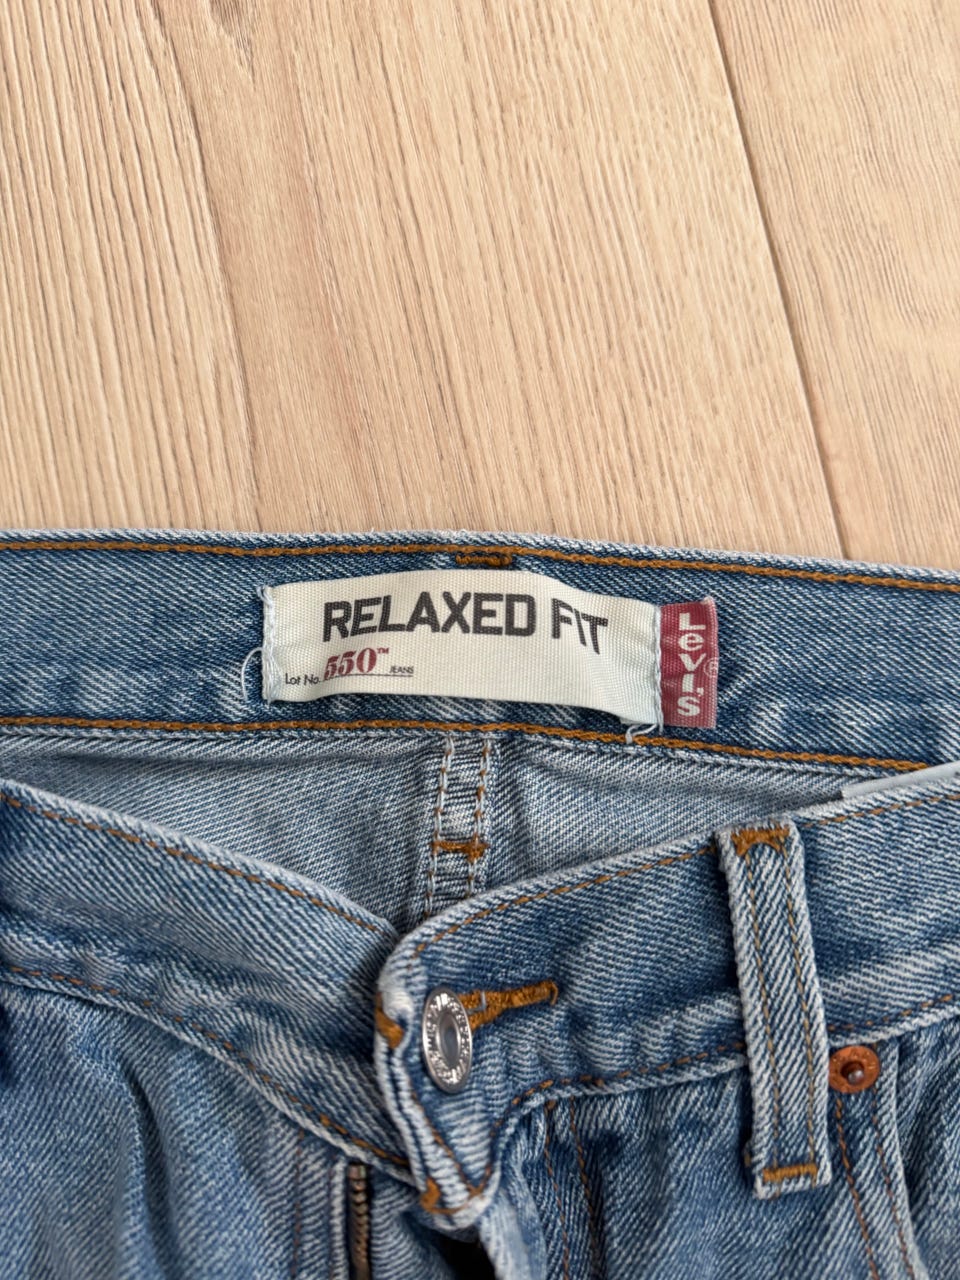 RELAXED FIT
Lot No. 550™ JEANS
Levi's®